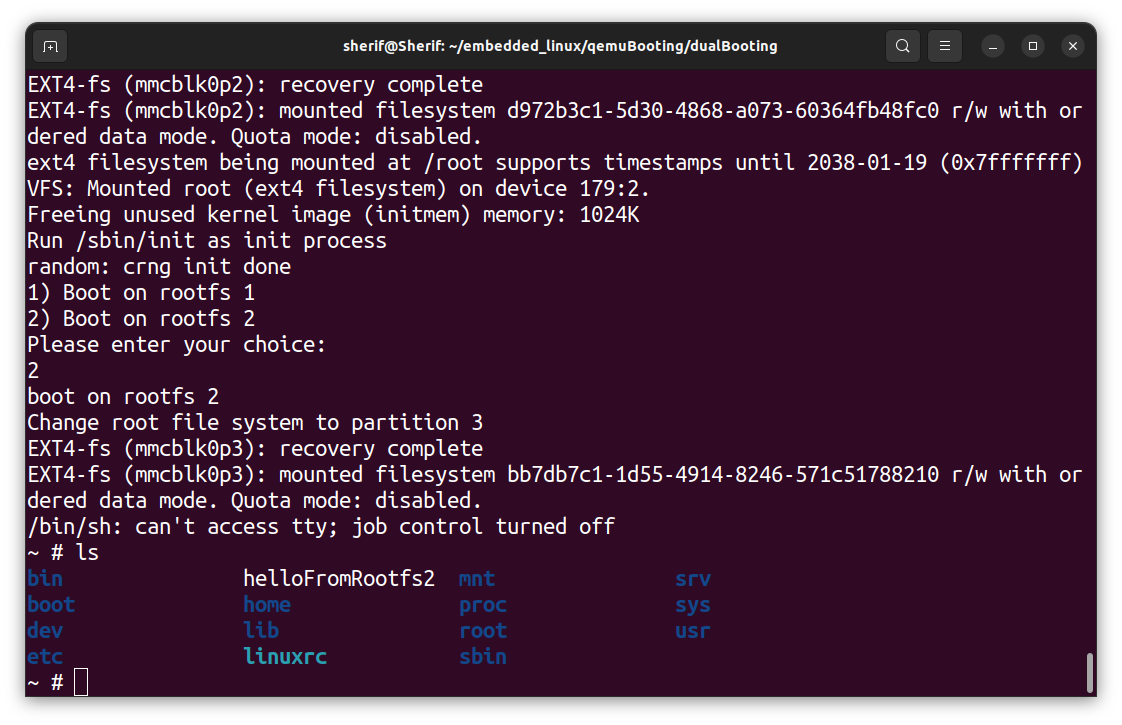 sherif@Sherif: ~/embedded_linux/qemuBooting/dualBooting
EXT4-fs (mmcblk0p2): recovery complete
EXT4-fs (mmcblk0p2): mounted filesystem d972b3c1-5d30-4868-a073-60364fb48fc0 r/w with or
dered data mode. Quota mode: disabled.
ext4 filesystem being mounted at /root supports timestamps until 2038-01-19 (0x7fffffff)
VFS: Mounted root (ext4 filesystem) on device 179:2.
Freeing unused kernel image (initmem) memory: 1024K
Run /sbin/init as init process
random: crng init done
1) Boot on rootfs 1
2) Boot on rootfs 2
Please enter your choice:
2
boot on rootfs 2
Change root file system to partition 3
EXT4-fs (mmcblk0p3): recovery complete
EXT4-fs (mmcblk0p3): mounted filesystem bb7db7c1-1d55-4914-8246-571c51788210 r/w with or
dered data mode. Quota mode: disabled.
/bin/sh: can't access tty; job control turned off
~ # ls
bin helloFromRootfs2 mnt srv
boot home proc sys
dev lib root usr
etc linuxrc sbin
~ #